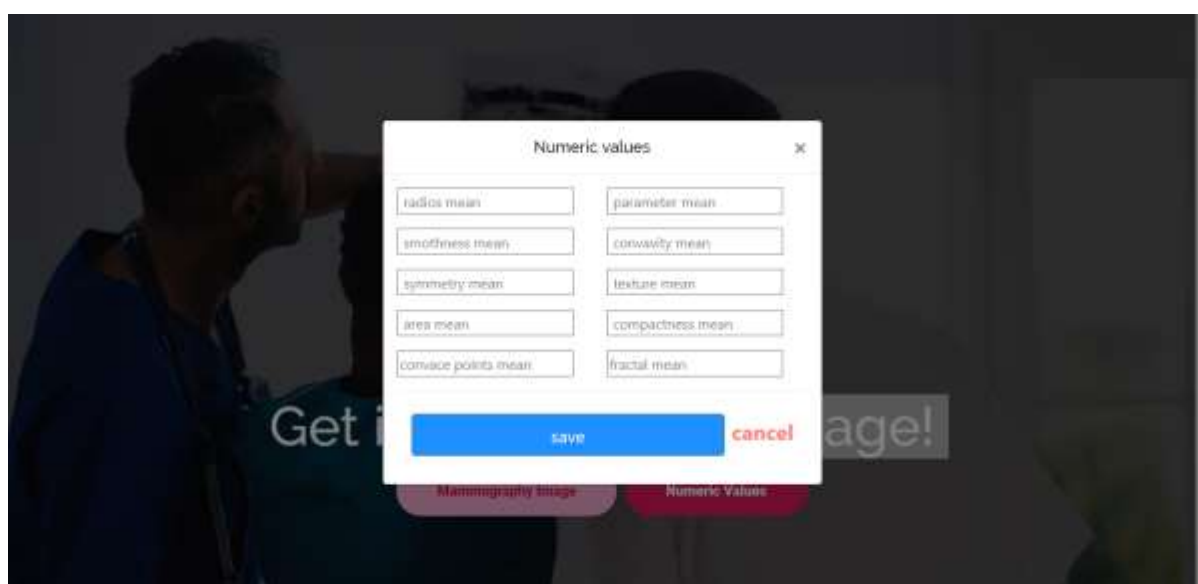 Numeric values ×
radios mean parameter mean
smothness mean convavity mean
symmetry mean texture mean
area mean compactness mean
convace points mean fractal mean
Get i age!
save cancel
Mammography Image Numeric Values